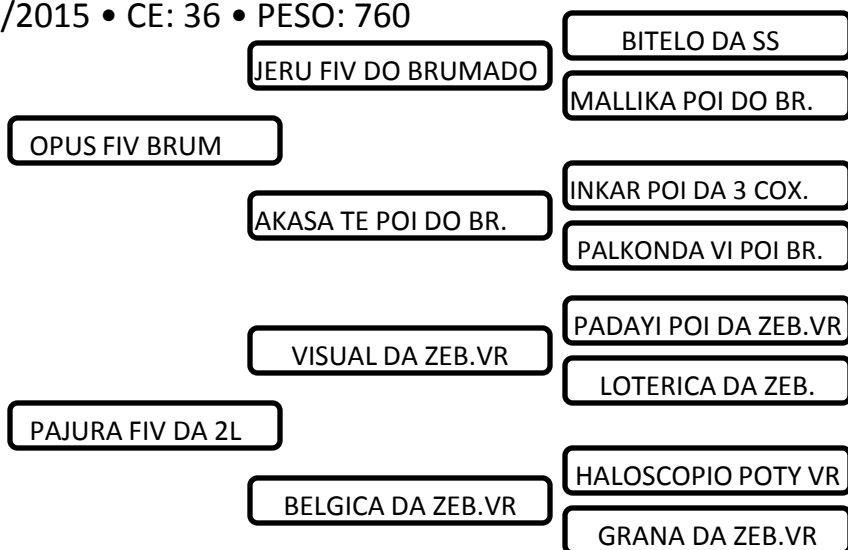 /2015 • CE: 36 • PESO: 760
BITELO DA SS
JERU FIV DO BRUMADO
MALLIKA POI DO BR.
OPUS FIV BRUM
INKAR POI DA 3 COX.
AKASA TE POI DO BR.
PALKONDA VI POI BR.
PADAYI POI DA ZEB.VR
VISUAL DA ZEB.VR
LOTERICA DA ZEB.
PAJURA FIV DA 2L
HALOSCOPIO POTY VR
BELGICA DA ZEB.VR
GRANA DA ZEB.VR